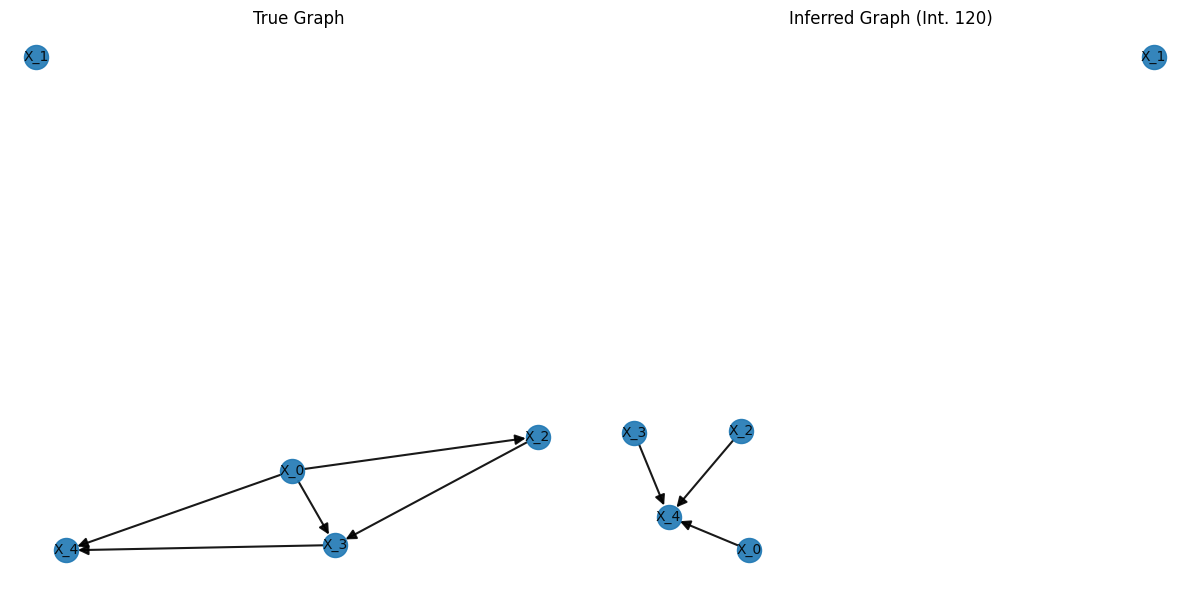 True Graph
X_1
X_2
X_0
X_3
X_4
Inferred Graph (Int. 120)
X_1
X_3
X_2
X_4
X_0